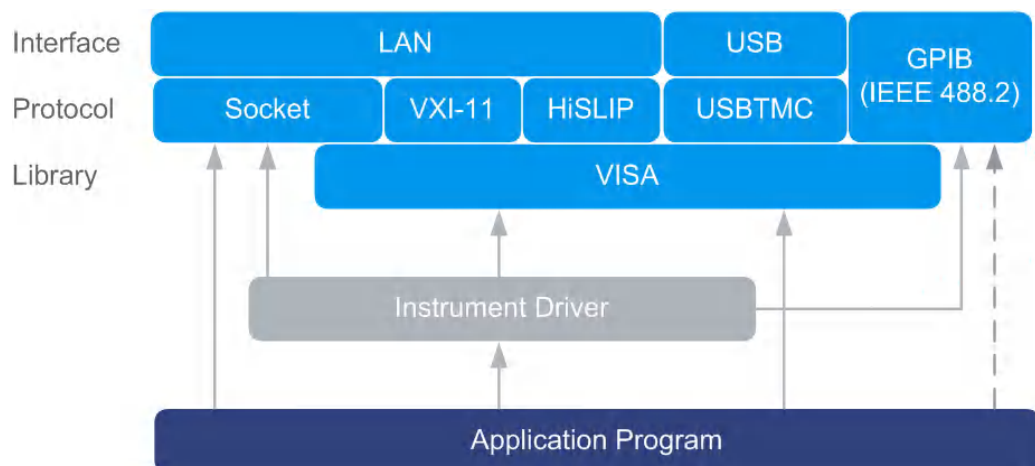 Interface
LAN
USB
GPIB
(IEEE 488.2)
Protocol
Socket
VXI-11
HiSLIP
USBTMC
Library
VISA
Instrument Driver
Application Program